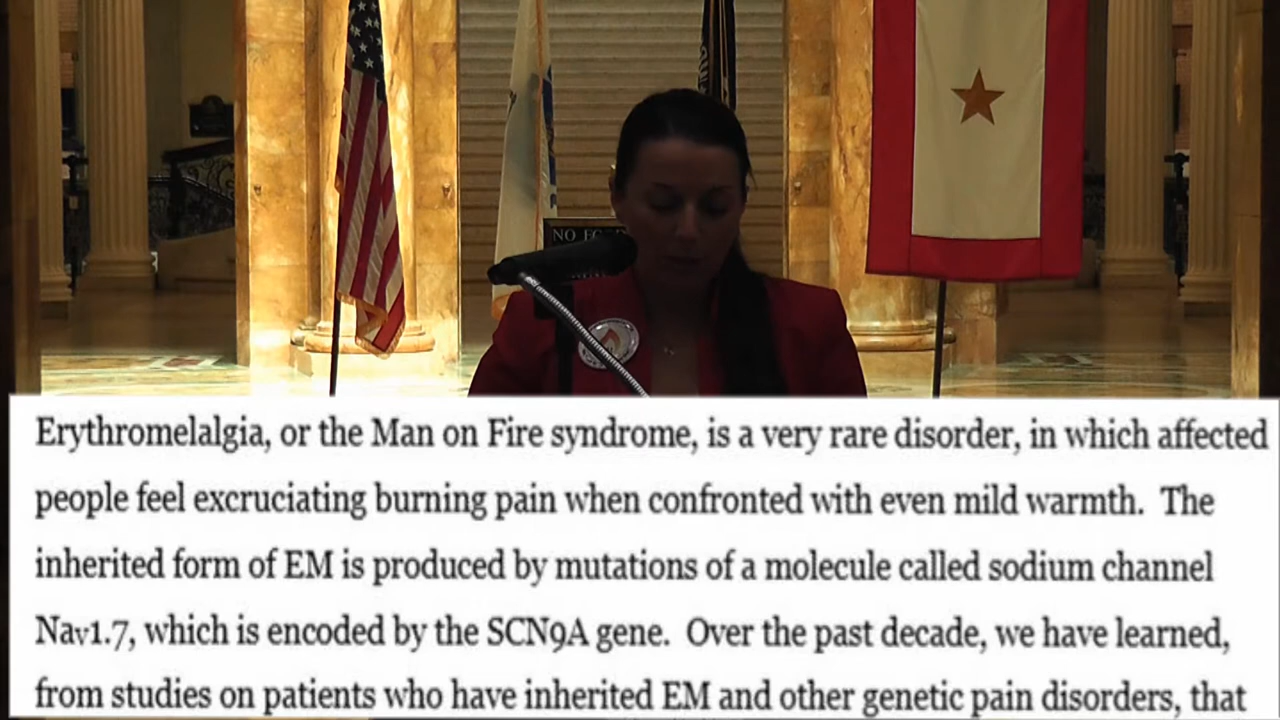 NO FOOD
Erythromelalgia, or the Man on Fire syndrome, is a very rare disorder, in which affected
people feel excruciating burning pain when confronted with even mild warmth.  The
inherited form of EM is produced by mutations of a molecule called sodium channel
Nav1.7, which is encoded by the SCN9A gene.  Over the past decade, we have learned,
from studies on patients who have inherited EM and other genetic pain disorders, that